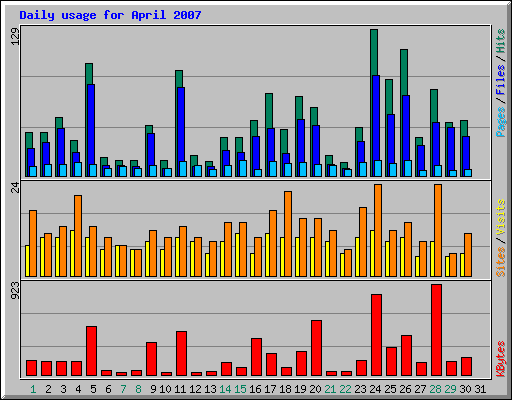 Daily usage for April 2007
129
24
923
Pages / Files / Hits
Sites / Visits
KBytes
1 2 3 4 5 6 7 8 9 10 11 12 13 14 15 16 17 18 19 20 21 22 23 24 25 26 27 28 29 30 31